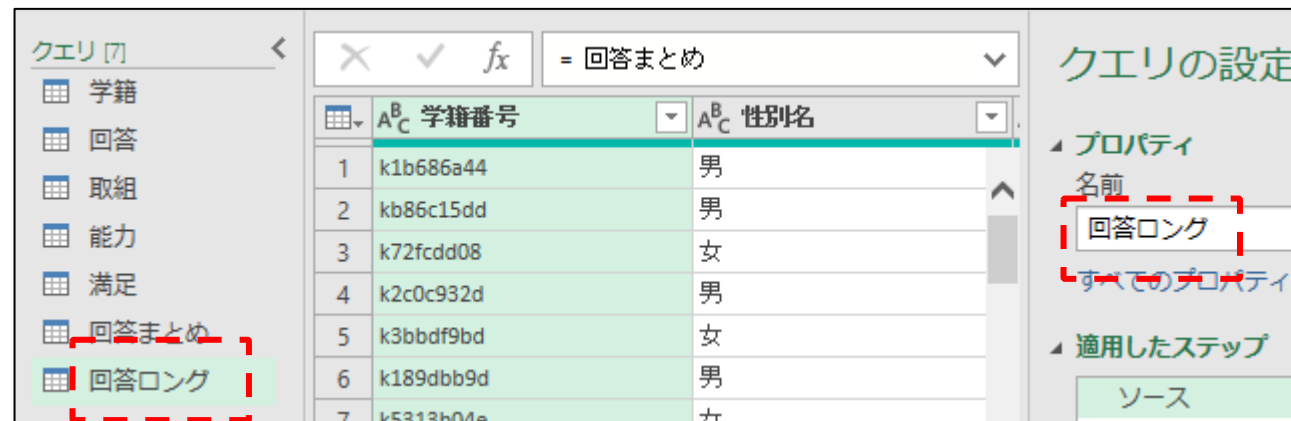 クエリ [7]
学籍
回答
取組
能力
満足
回答まとめ
回答ロング
fx
= 回答まとめ
ABC 学籍番号 ABC 性別名
1 k1b686a44 男
2 kb86c15dd 男
3 k72fcdd08 女
4 k2c0c932d 男
5 k3bbdf9bd 女
6 k189dbb9d 男
7 k5313b04e 女
クエリの設定
プロパティ
名前
回答ロング
すべてのプロパティ
適用したステップ
ソース